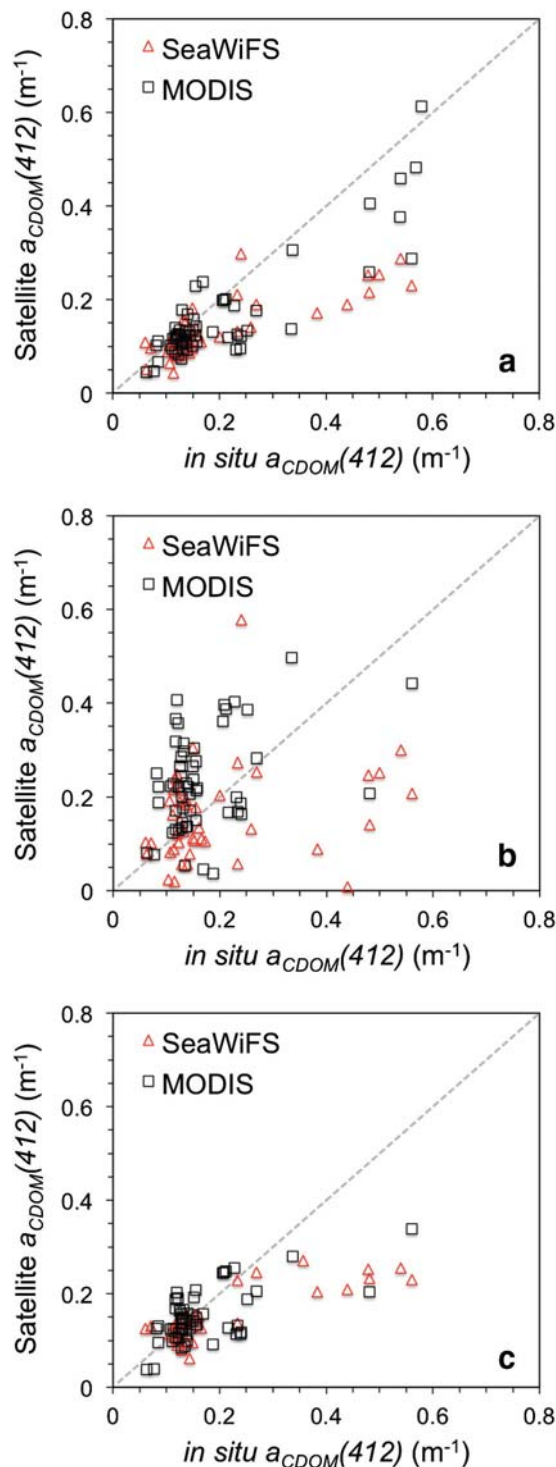 0.8
SeaWiFS
MODIS
0.6
0.4
0.2
0
Satellite aCDOM(412) (m-1)
a
0 0.2 0.4 0.6 0.8
in situ aCDOM(412) (m-1)
0.8
SeaWiFS
MODIS
0.6
0.4
0.2
0
Satellite aCDOM(412) (m-1)
b
0 0.2 0.4 0.6 0.8
in situ aCDOM(412) (m-1)
0.8
SeaWiFS
MODIS
0.6
0.4
0.2
0
Satellite aCDOM(412) (m-1)
c
0 0.2 0.4 0.6 0.8
in situ aCDOM(412) (m-1)